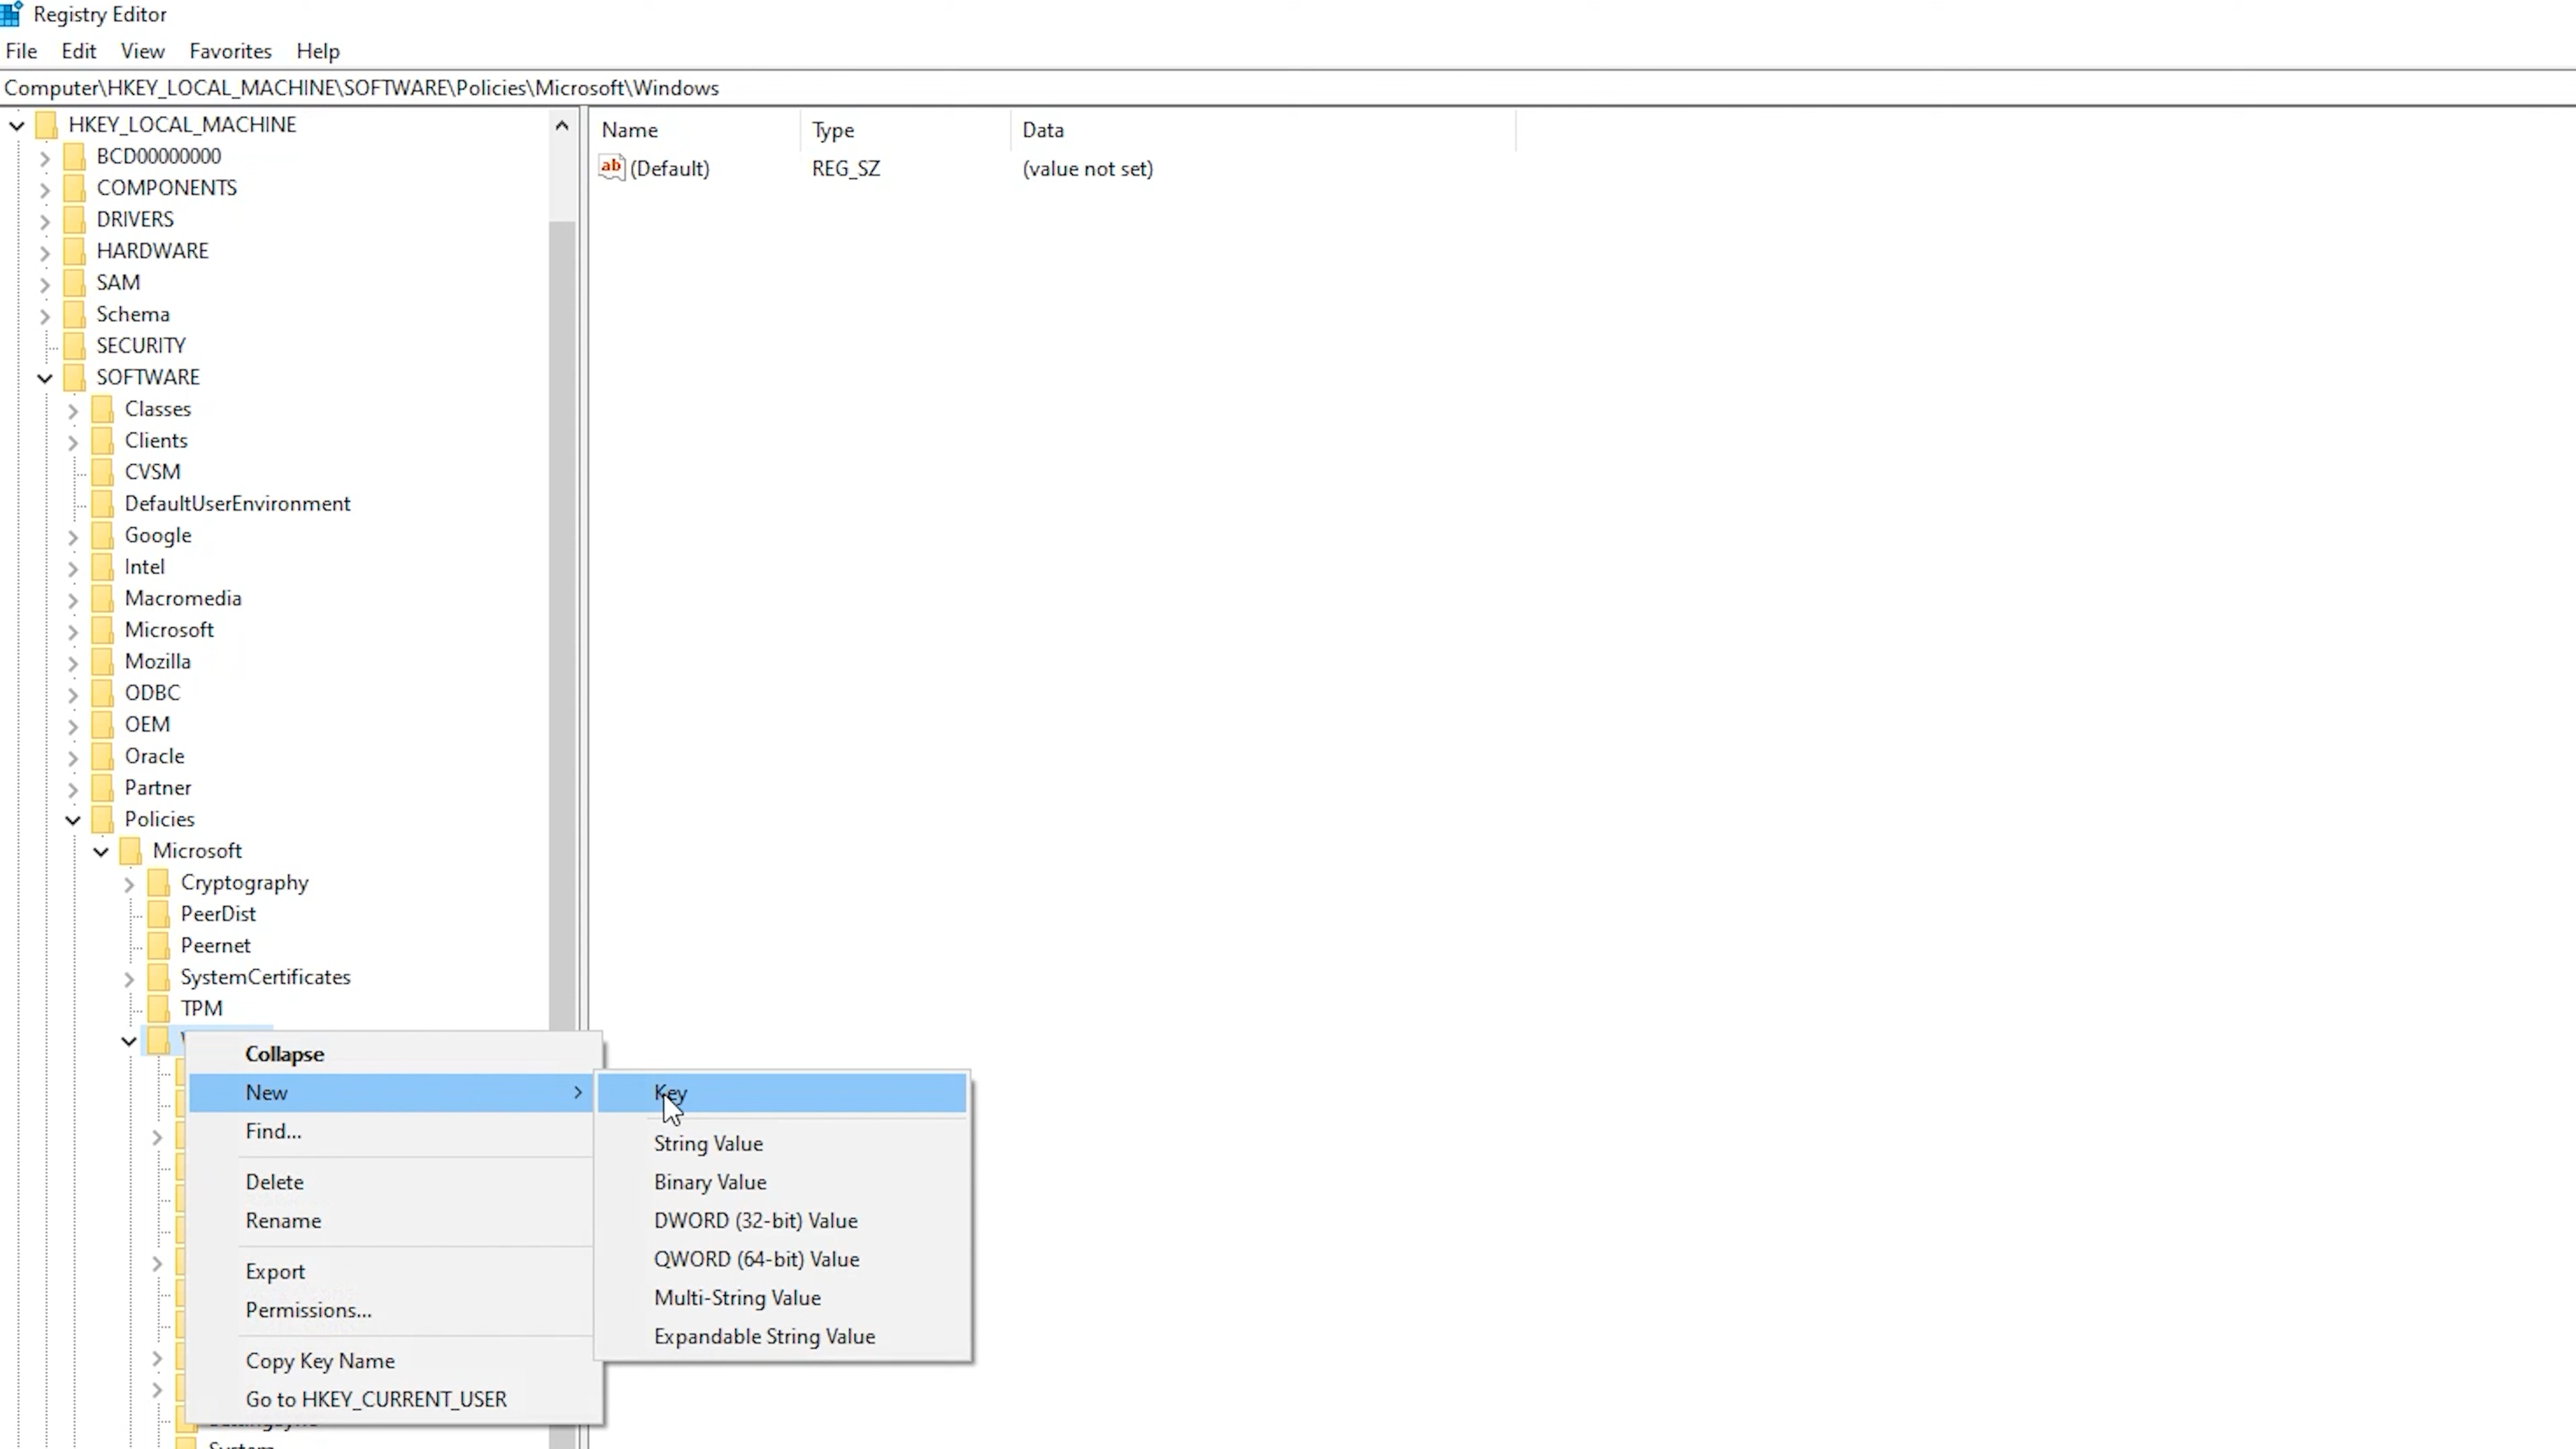 Registry Editor
File Edit View Favorites Help
Computer\HKEY_LOCAL_MACHINE\SOFTWARE\Policies\Microsoft\Windows
HKEY_LOCAL_MACHINE
BCD00000000
COMPONENTS
DRIVERS
HARDWARE
SAM
Schema
SECURITY
SOFTWARE
Classes
Clients
CVSM
DefaultUserEnvironment
Google
Intel
Macromedia
Microsoft
Mozilla
ODBC
OEM
Oracle
Partner
Policies
Microsoft
Cryptography
PeerDist
Peernet
SystemCertificates
TPM
Name Type Data
ab (Default) REG_SZ (value not set)
Collapse
New
Find...
Delete
Rename
Export
Permissions...
Copy Key Name
Go to HKEY_CURRENT_USER
Key
String Value
Binary Value
DWORD (32-bit) Value
QWORD (64-bit) Value
Multi-String Value
Expandable String Value